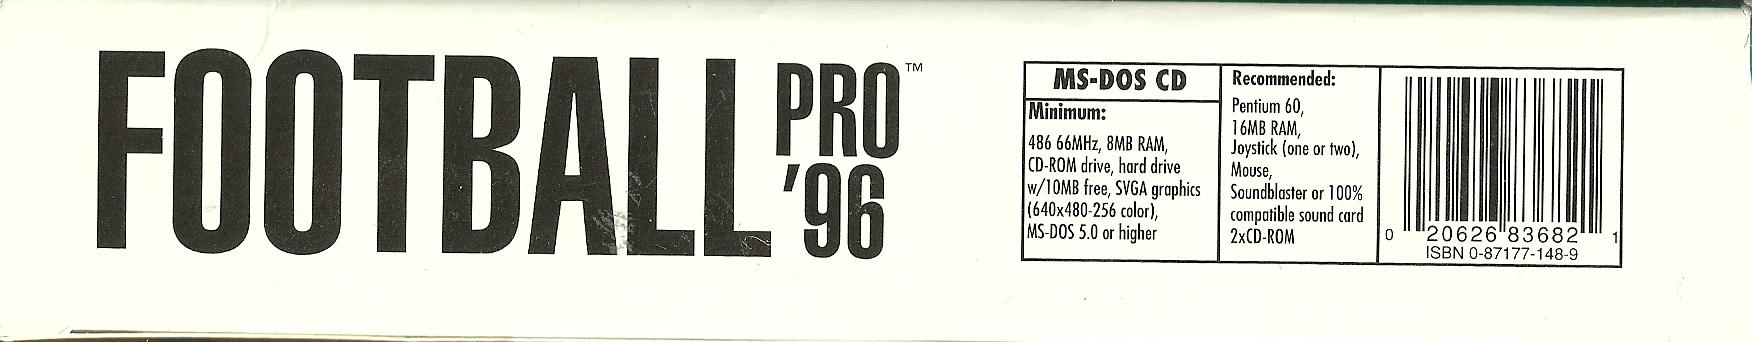 FOOTBALL PRO™
'96
MS-DOS CD
Minimum:
486 66MHz, 8MB RAM,
CD-ROM drive, hard drive
w/10MB free, SVGA graphics
(640x480-256 color),
MS-DOS 5.0 or higher
Recommended:
Pentium 60,
16MB RAM,
Joystick (one or two),
Mouse,
Soundblaster or 100%
compatible sound card
2xCD-ROM
0 20626 83682 1
ISBN 0-87177-148-9